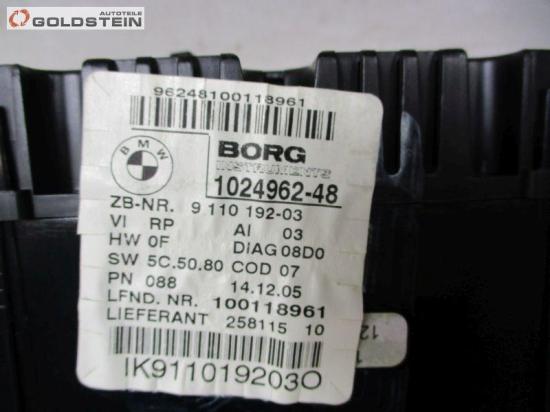 AUTOTEILE
GOLDSTEIN
96248100118961
BMW
BORG
INSTRUMENTS
1024962-48
ZB-NR. 9 110 192-03
VI RP AI 03
HW 0F DIAG 08D0
SW 5C.50.80 COD 07
PN 088 14.12.05
LFND. NR. 100118961
LIEFERANT 258115 10
IK9110192030
12